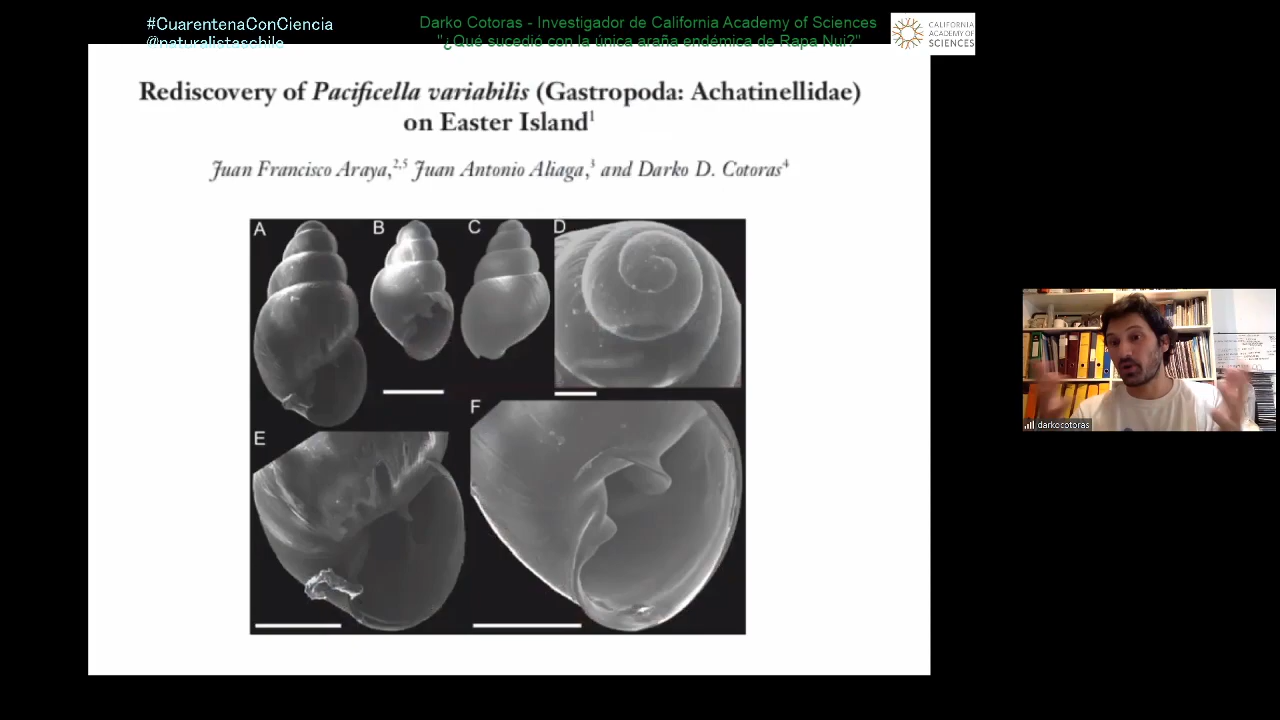 #CuarentenaConCiencia
@naturalistaschile
Darko Cotoras - Investigador de California Academy of Sciences
"¿Qué sucedió con la única araña endémica de Rapa Nui?"
CALIFORNIA
ACADEMY OF
SCIENCES
Rediscovery of Pacificella variabilis (Gastropoda: Achatinellidae)
on Easter Island¹
Juan Francisco Araya,²,⁵ Juan Antonio Aliaga,³ and Darko D. Cotoras⁴
A
B
C
D
E
F
darkocotoras